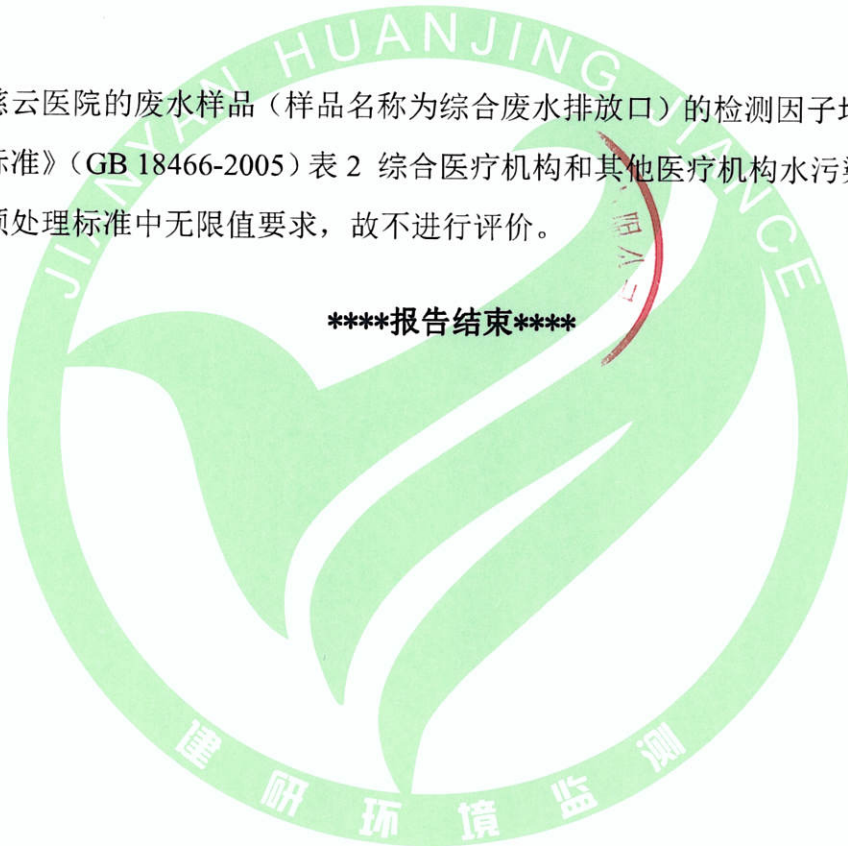 JIANYAN HUANJING JIANCE
慈云医院的废水样品（样品名称为综合废水排放口）的检测因子均
标准》（GB 18466-2005）表 2 综合医疗机构和其他医疗机构水污染
预处理标准中无限值要求，故不进行评价。
****报告结束****
建研环境监测